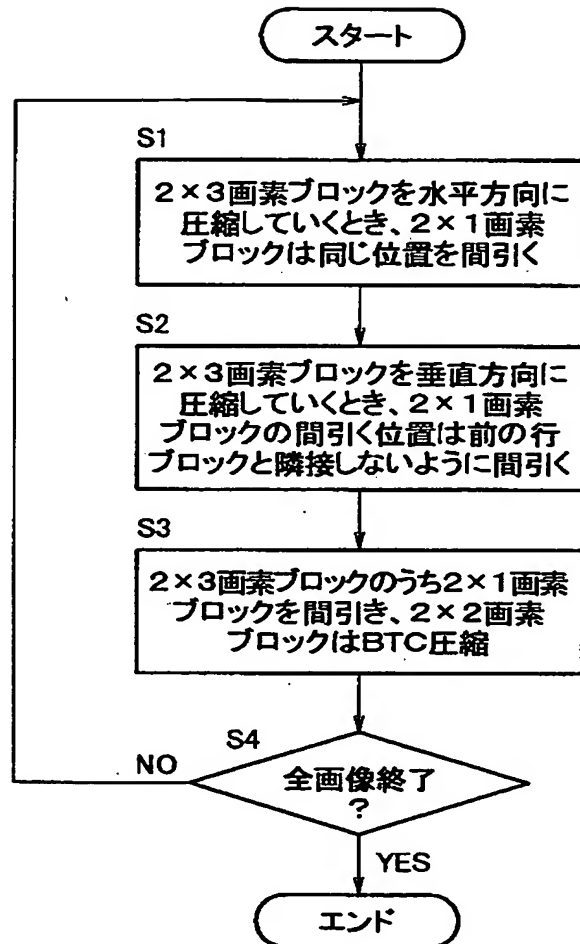 スタート
S1
2×3画素ブロックを水平方向に
圧縮していくとき、2×1画素
ブロックは同じ位置を間引く
S2
2×3画素ブロックを垂直方向に
圧縮していくとき、2×1画素
ブロックの間引く位置は前の行
ブロックと隣接しないように間引く
S3
2×3画素ブロックのうち2×1画素
ブロックを間引き、2×2画素
ブロックはBTC圧縮
S4
NO
全画像終了
?
YES
エンド